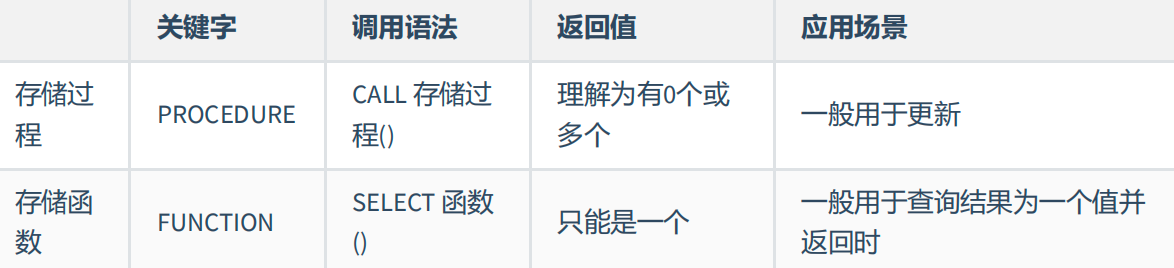 关键字 调用语法 返回值 应用场景
存储过 CALL 存储过 理解为有0个或
PROCEDURE 一般用于更新
程 程() 多个
存储函 SELECT 函数 一般用于查询结果为一个值并
FUNCTION 只能是一个
数 () 返回时